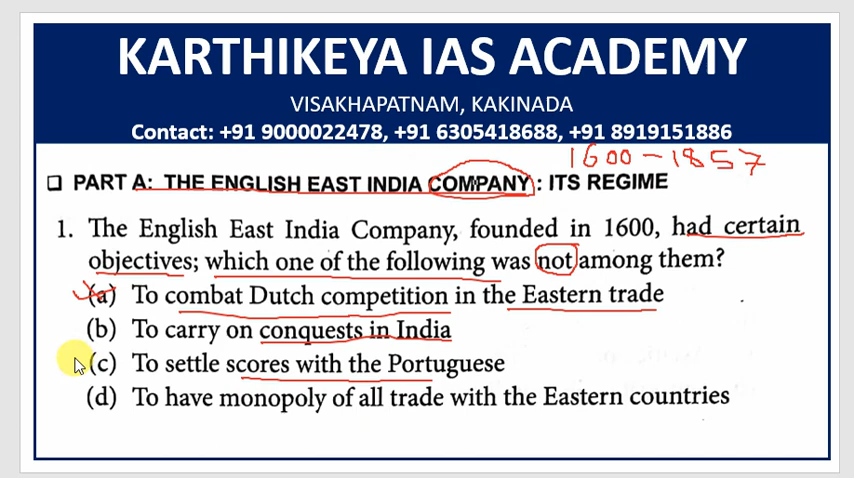 KARTHIKEYA IAS ACADEMY
VISAKHAPATNAM, KAKINADA
Contact: +91 9000022478, +91 6305418688, +91 8919151886
1600-1857
❑ PART A: THE ENGLISH EAST INDIA COMPANY : ITS REGIME
1. The English East India Company, founded in 1600, had certain
objectives; which one of the following was not among them?
(a) To combat Dutch competition in the Eastern trade
(b) To carry on conquests in India
(c) To settle scores with the Portuguese
(d) To have monopoly of all trade with the Eastern countries